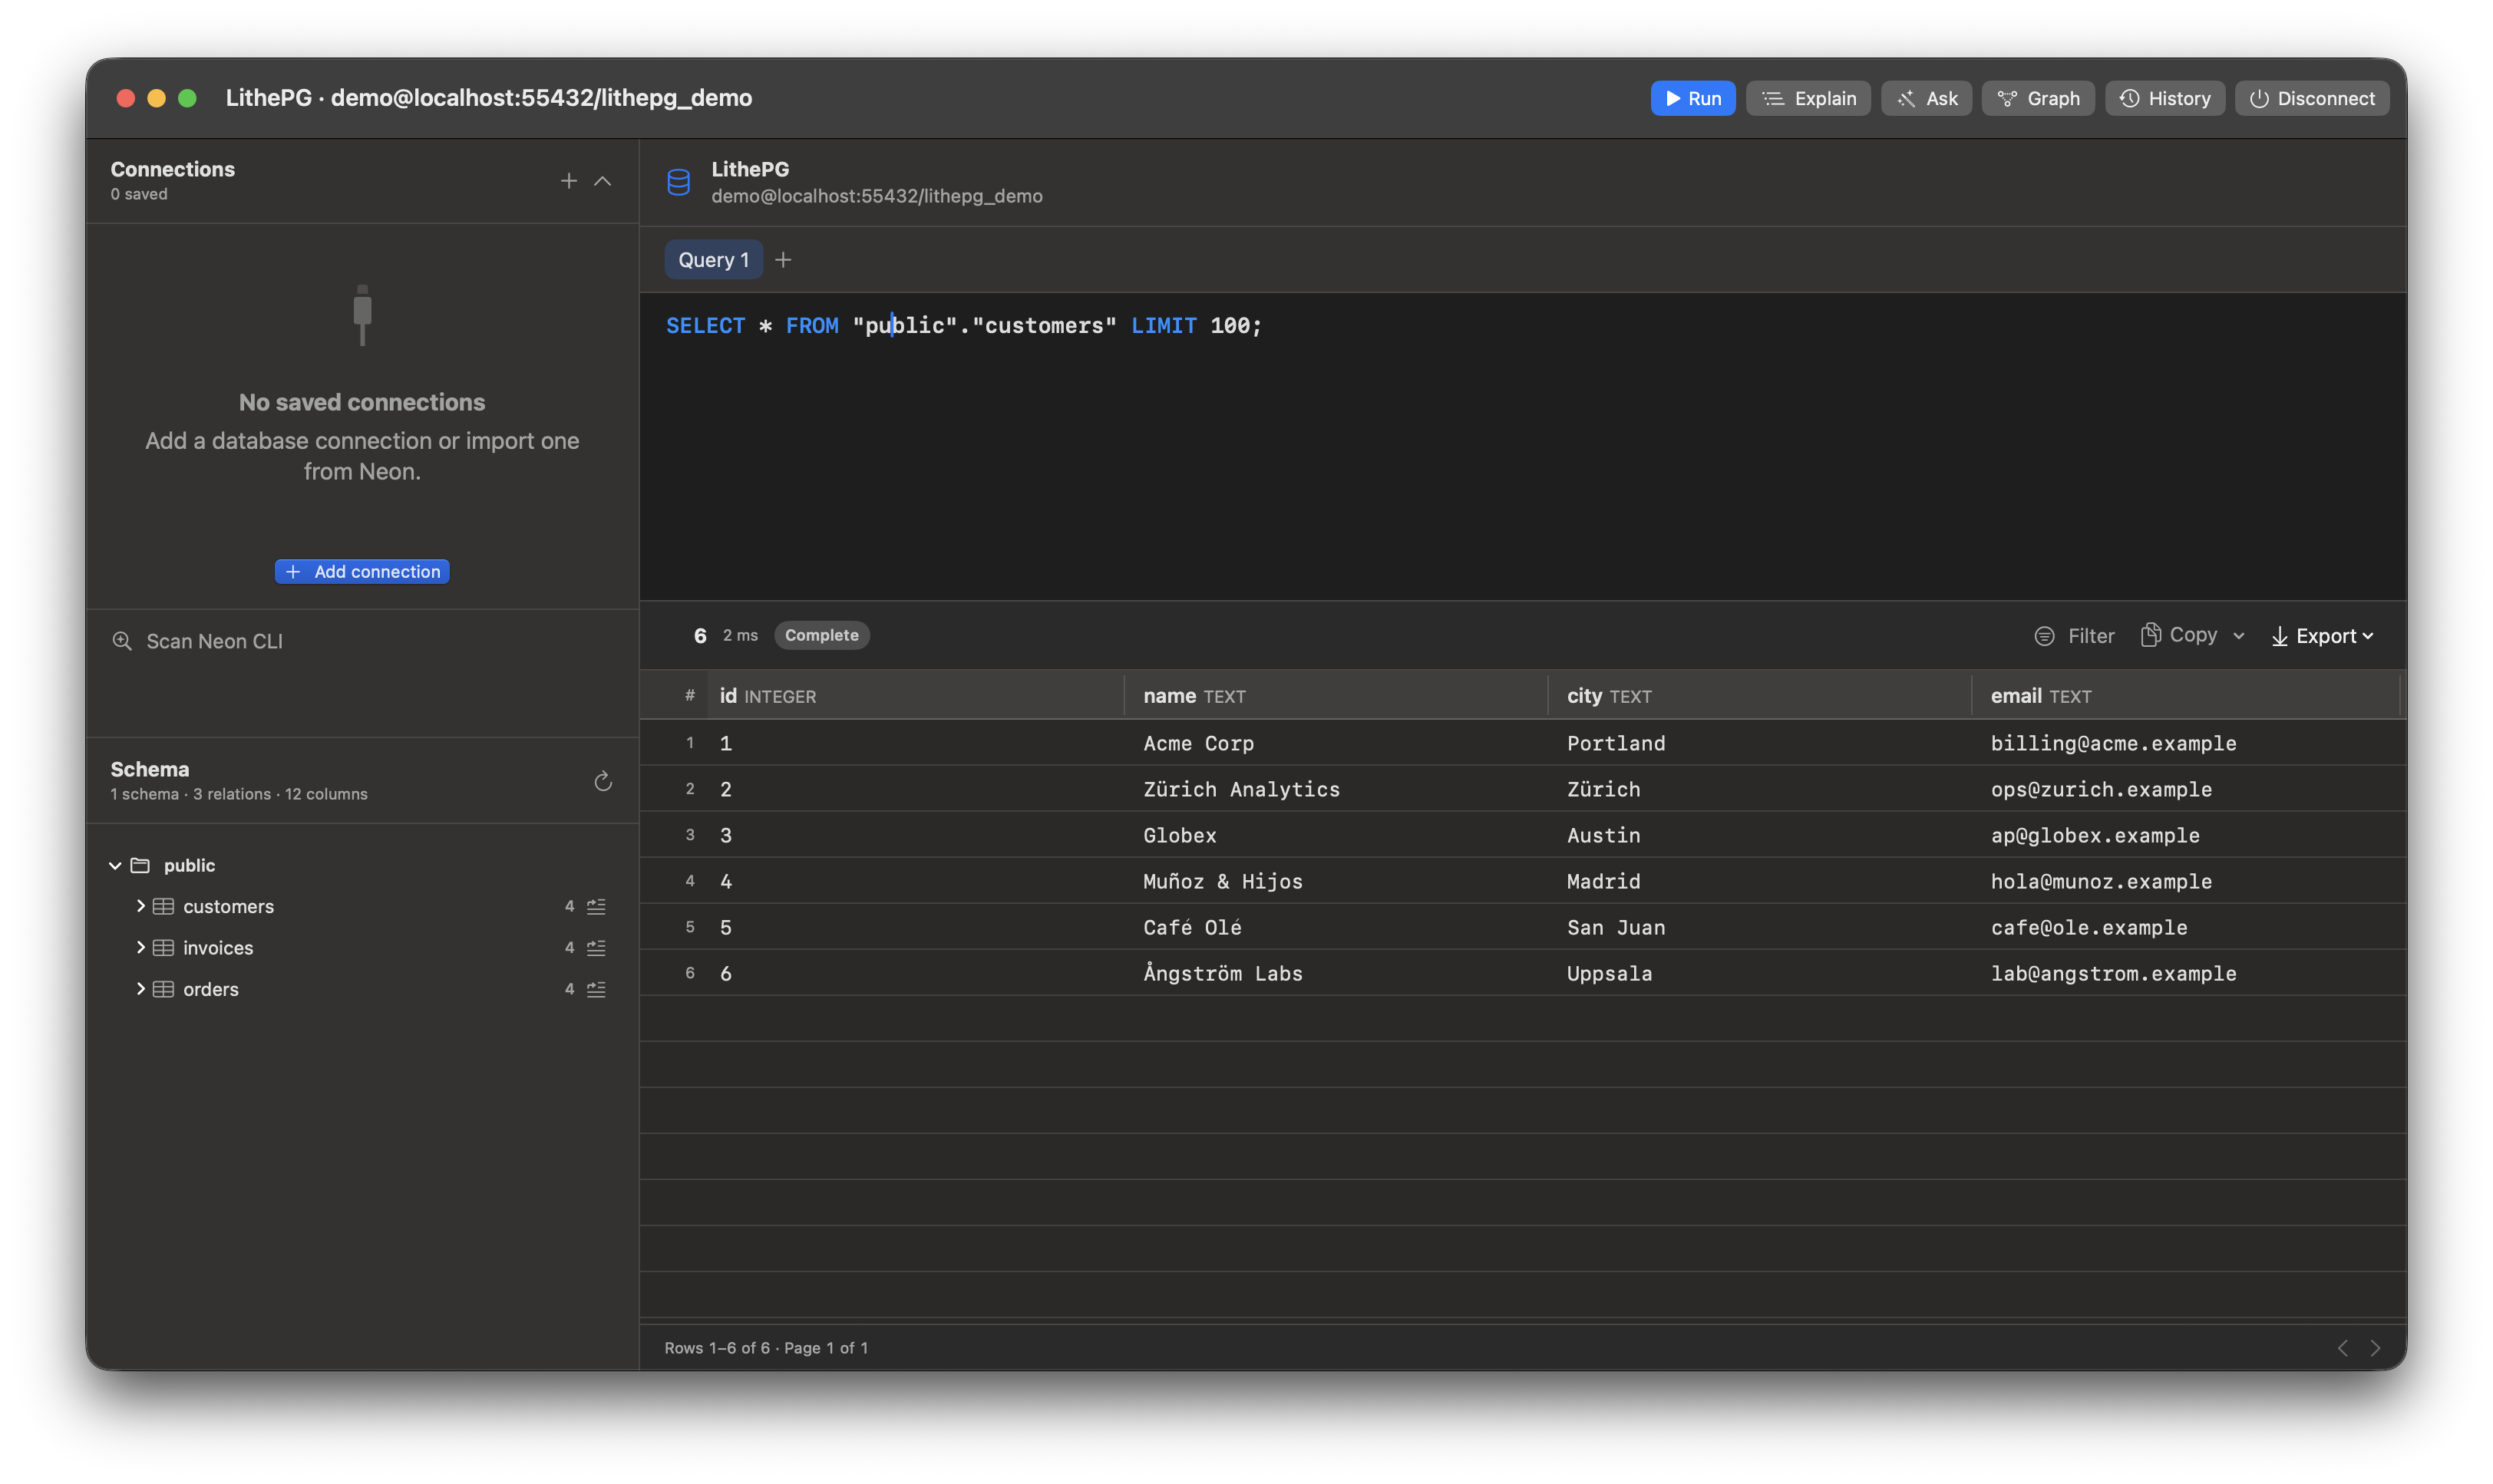 LithePG · demo@localhost:55432/lithepg_demo
Run Explain Ask Graph History Disconnect
Connections
0 saved
No saved connections
Add a database connection or import one
from Neon.
Add connection
Scan Neon CLI
Schema
1 schema · 3 relations · 12 columns
public
customers 4
invoices 4
orders 4
LithePG
demo@localhost:55432/lithepg_demo
Query 1
SELECT * FROM "public"."customers" LIMIT 100;
6 2 ms Complete Filter Copy Export
# id INTEGER name TEXT city TEXT email TEXT
1 1 Acme Corp Portland billing@acme.example
2 2 Zürich Analytics Zürich ops@zurich.example
3 3 Globex Austin ap@globex.example
4 4 Muñoz & Hijos Madrid hola@munoz.example
5 5 Café Olé San Juan cafe@ole.example
6 6 Ångström Labs Uppsala lab@angstrom.example
Rows 1–6 of 6 · Page 1 of 1